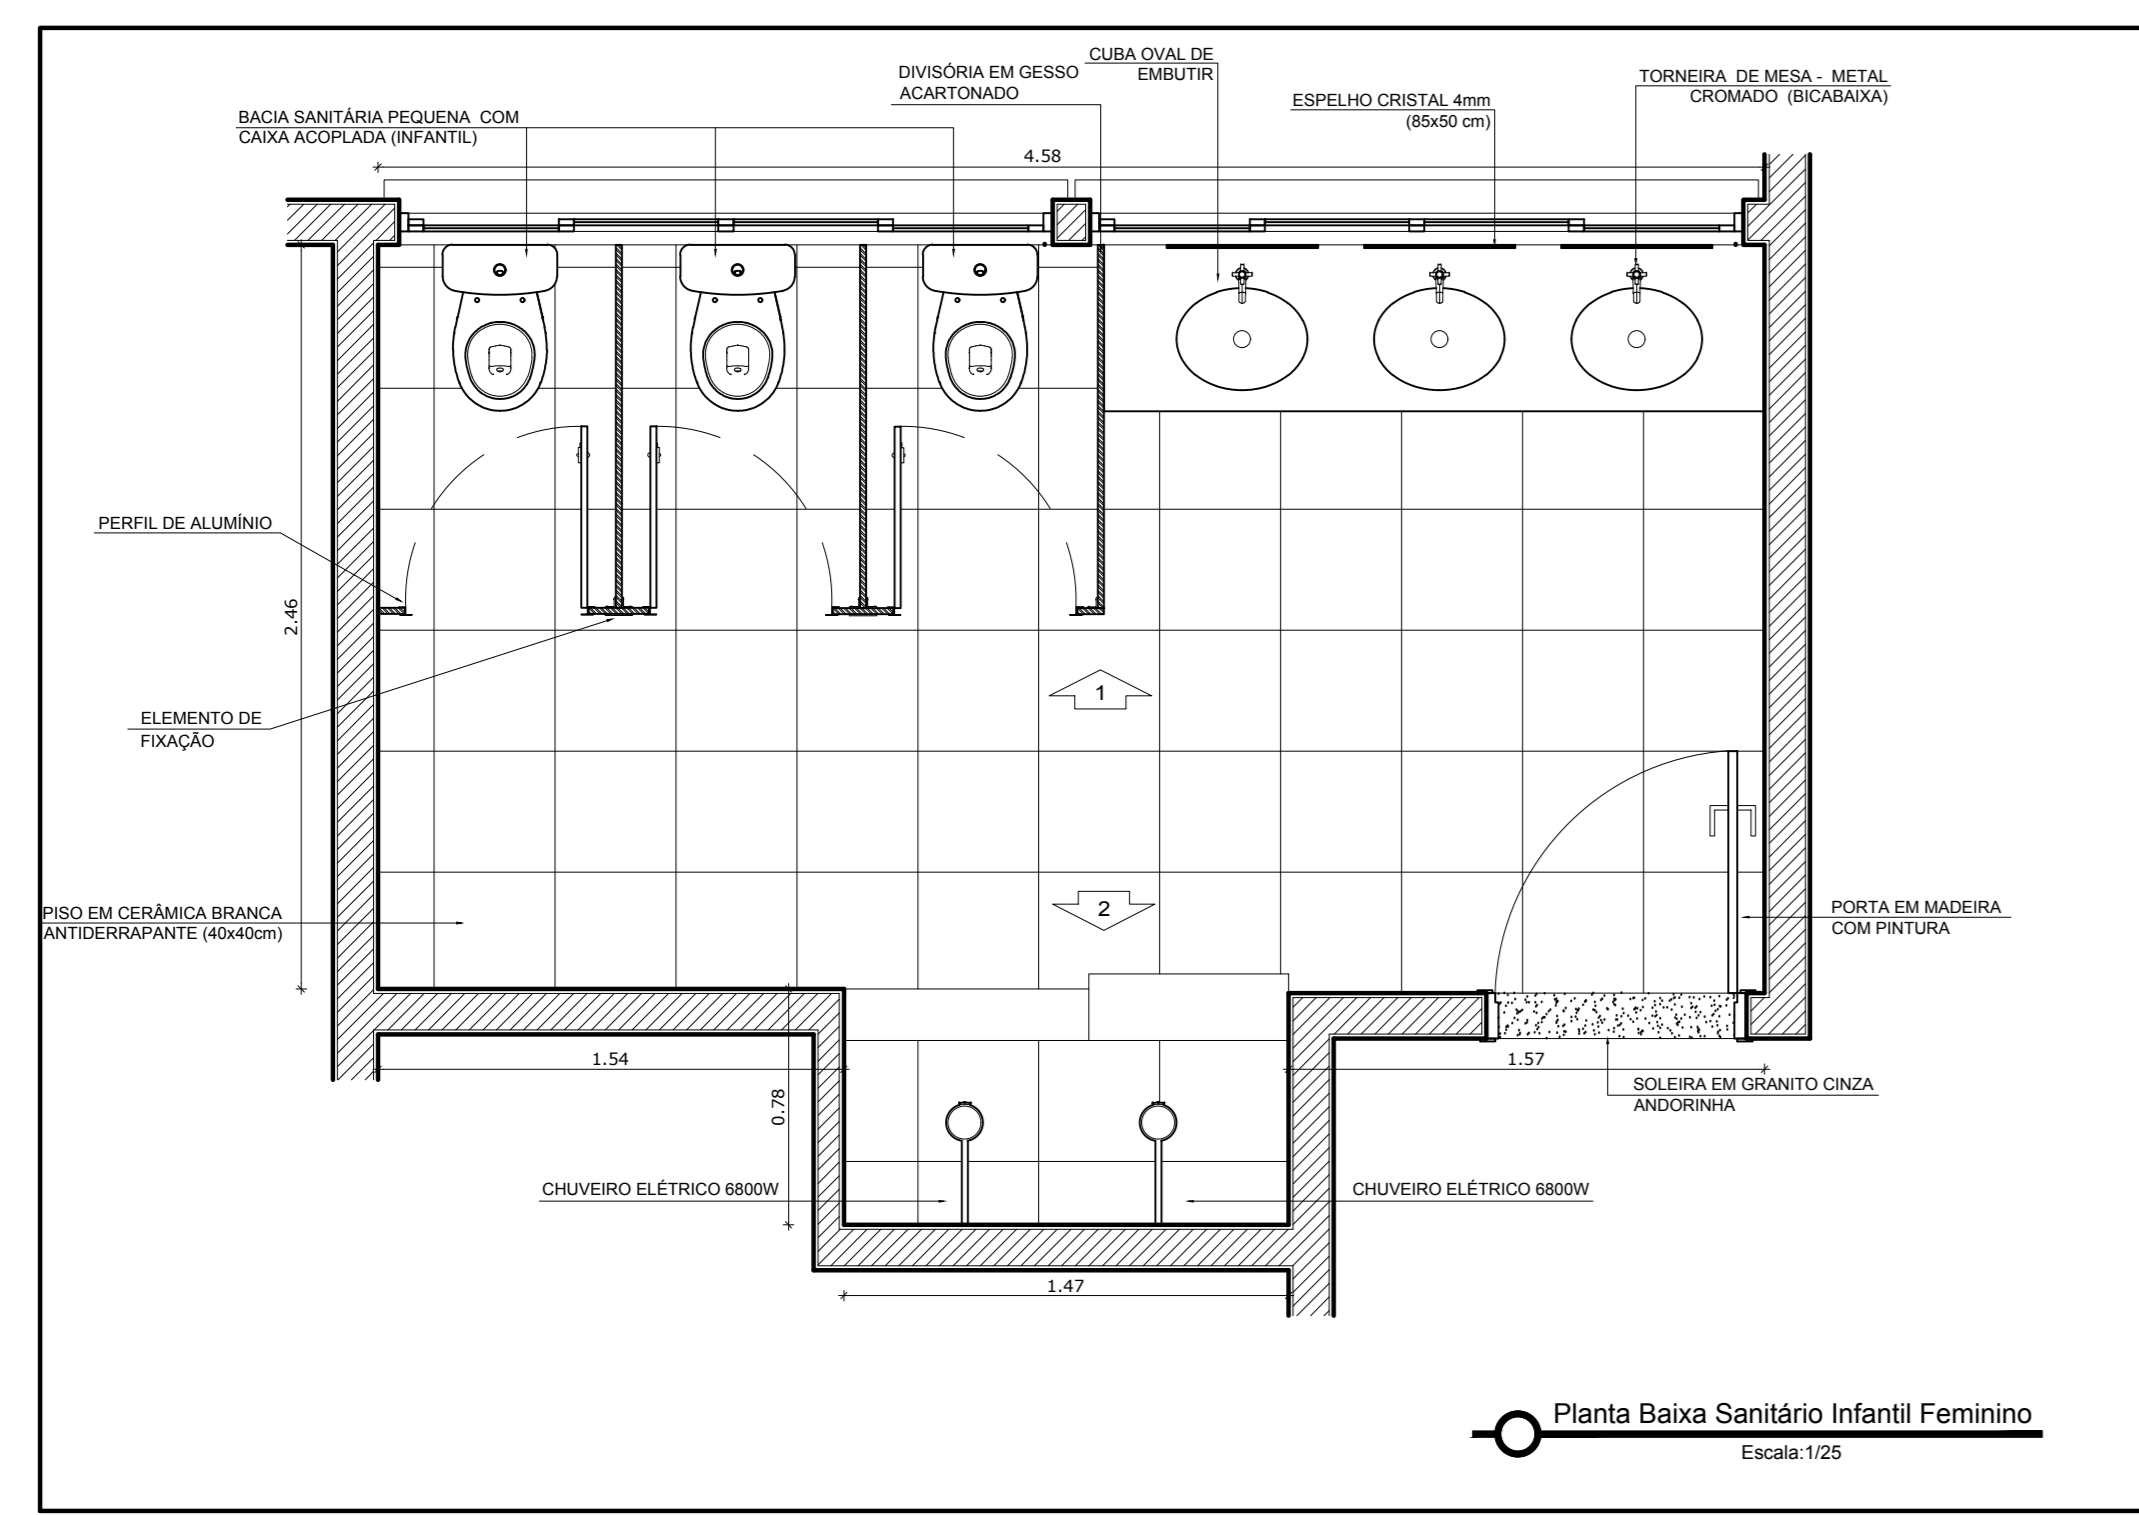 CUBA OVAL DE
EMBUTIR
DIVISÓRIA EM GESSO
ACARTONADO
TORNEIRA DE MESA - METAL
CROMADO (BICABAIXA)
ESPELHO CRISTAL 4mm
(85x50 cm)
BACIA SANITÁRIA PEQUENA COM
CAIXA ACOPLADA (INFANTIL)
4.58
PERFIL DE ALUMÍNIO
2.46
1
ELEMENTO DE
FIXAÇÃO
2
PISO EM CERÂMICA BRANCA
ANTIDERRAPANTE (40x40cm)
PORTA EM MADEIRA
COM PINTURA
1.54
1.57
0.78
SOLEIRA EM GRANITO CINZA
ANDORINHA
CHUVEIRO ELÉTRICO 6800W
CHUVEIRO ELÉTRICO 6800W
1.47
Planta Baixa Sanitário Infantil Feminino
Escala:1/25